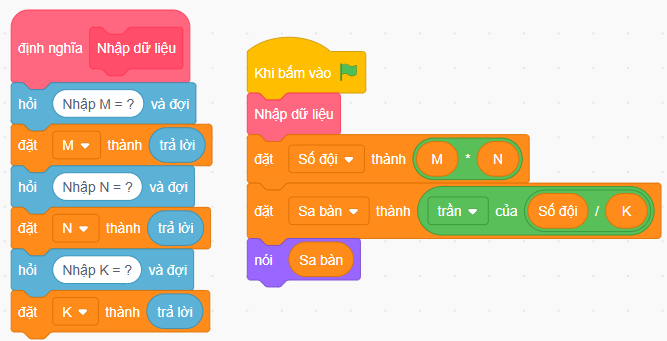 định nghĩa Nhập dữ liệu
hỏi Nhập M = ? và đợi
đặt M thành trả lời
hỏi Nhập N = ? và đợi
đặt N thành trả lời
hỏi Nhập K = ? và đợi
đặt K thành trả lời
Khi bấm vào
Nhập dữ liệu
đặt Số đội thành M * N
đặt Sa bàn thành trần của Số đội / K
nói Sa bàn